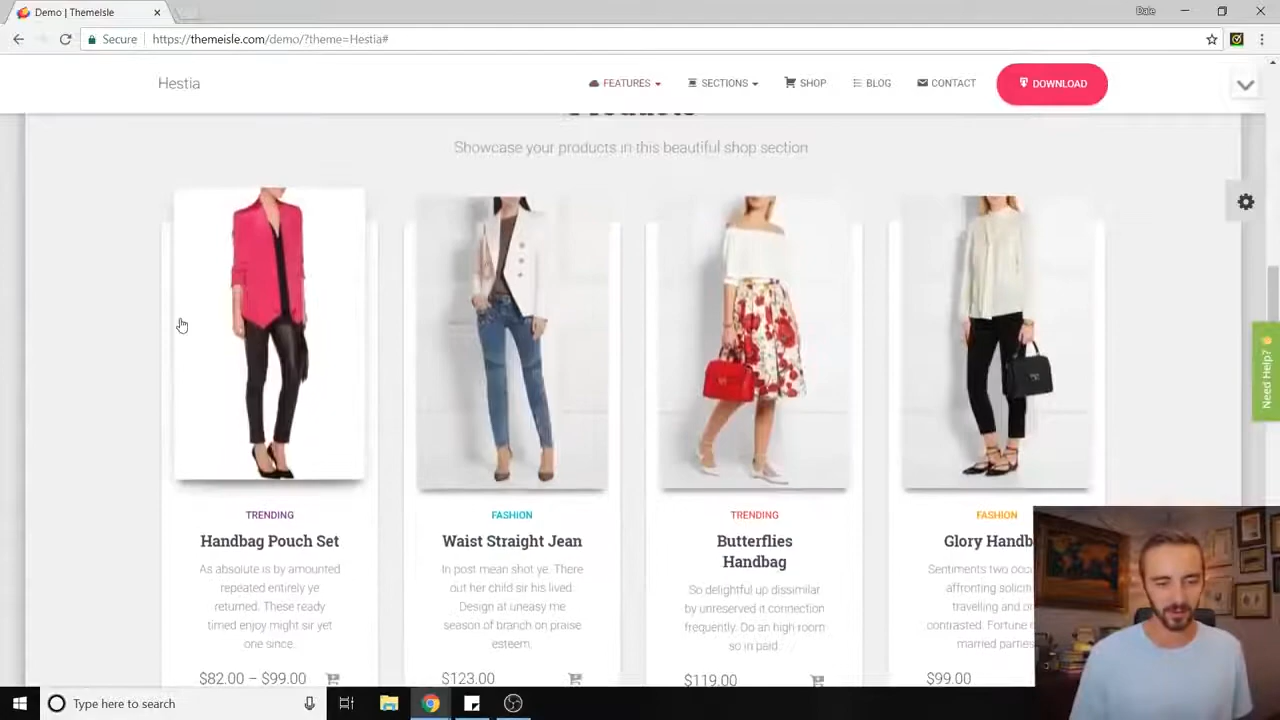 Demo | ThemeIsle
Dale
Secure
https://themeisle.com/demo/?theme=Hestia#
Hestia
FEATURES
SECTIONS
SHOP
BLOG
CONTACT
DOWNLOAD
Products
Showcase your products in this beautiful shop section
Need Help?
TRENDING
Handbag Pouch Set
As absolute is by amounted
repeated entirely ye
returned. These ready
timed enjoy might sir yet
one since.
$82.00 – $99.00
FASHION
Waist Straight Jean
In post mean shot ye. There
out her child sir his lived.
Design at uneasy me
season of branch on praise
esteem.
$123.00
TRENDING
Butterflies
Handbag
So delightful up dissimilar
by unreserved it connection
frequently. Do an high room
so in paid.
$119.00
FASHION
Glory Handb
Sentiments two occ
affronting solicit
travelling and
contrasted. Fortune
married parties
$99.00
Type here to search